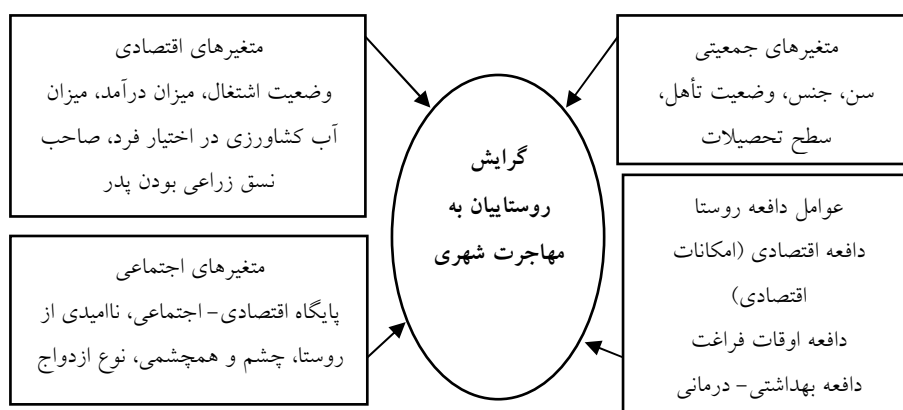 متغیرهای جمعیتی
سن، جنس، وضعیت تأهل،
سطح تحصیلات
متغیرهای اقتصادی
وضعیت اشتغال، میزان درآمد، میزان
آب کشاورزی در اختیار فرد، صاحب
نسق زراعی بودن پدر
گرایش
روستاییان به
مهاجرت شهری
عوامل دافعه روستا
دافعه اقتصادی (امکانات
اقتصادی)
دافعه اوقات فراغت
دافعه بهداشتی- درمانی
متغیرهای اجتماعی
پایگاه اقتصادی- اجتماعی، ناامیدی از
روستا، چشم و همچشمی، نوع ازدواج